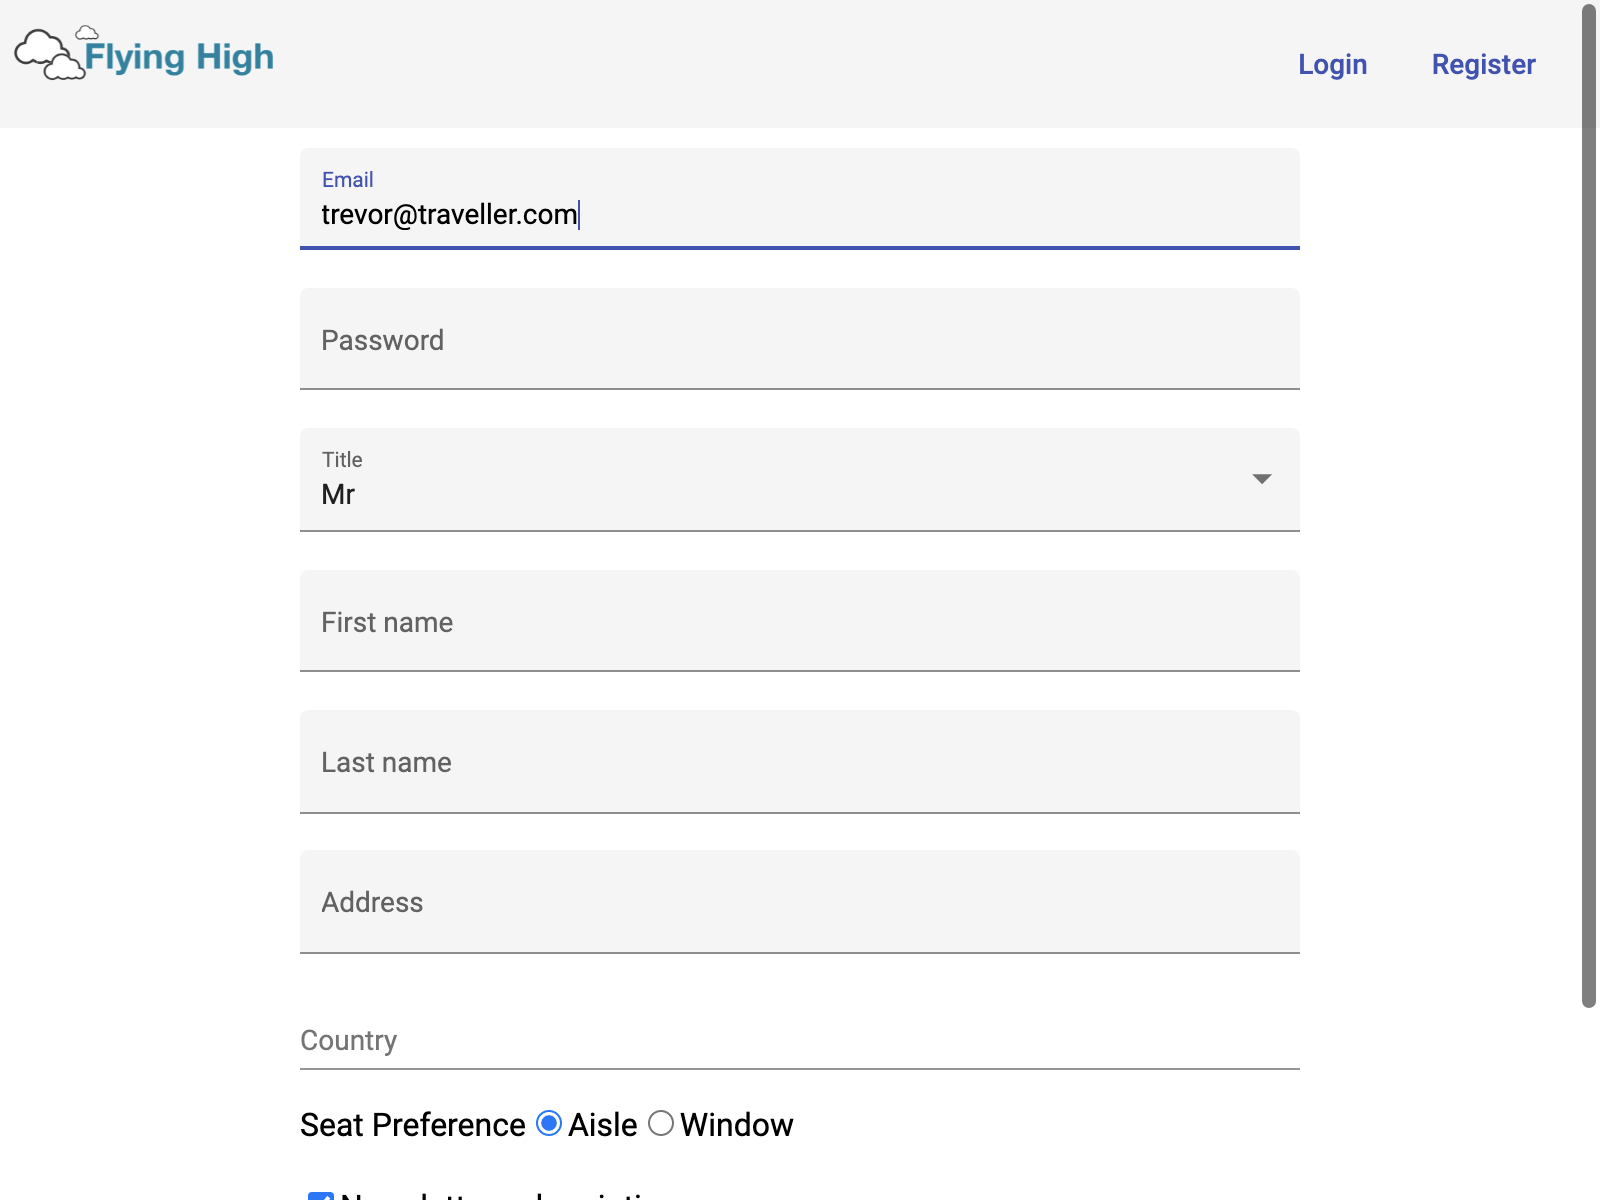 Flying High
Login
Register
Email
trevor@traveller.com
Password
Title
Mr
First name
Last name
Address
Country
Seat Preference Aisle Window